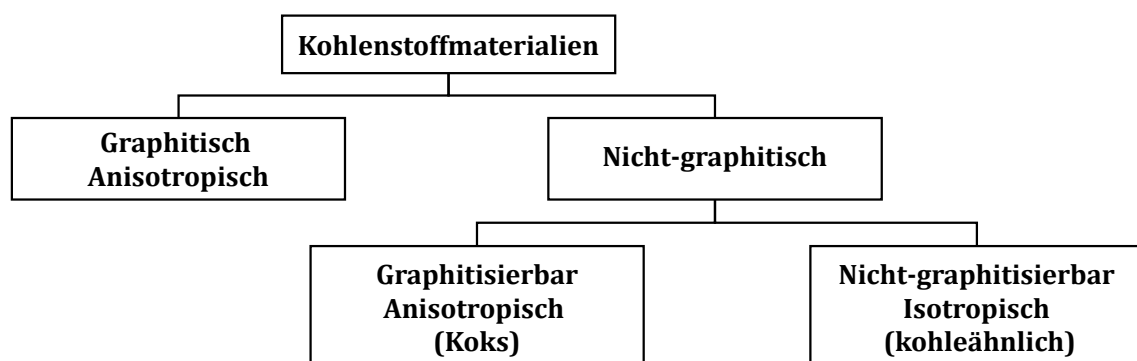 Kohlenstoffmaterialien
Graphitisch
Anisotropisch
Nicht-graphitisch
Graphitisierbar
Anisotropisch
(Koks)
Nicht-graphitisierbar
Isotropisch
(kohleähnlich)